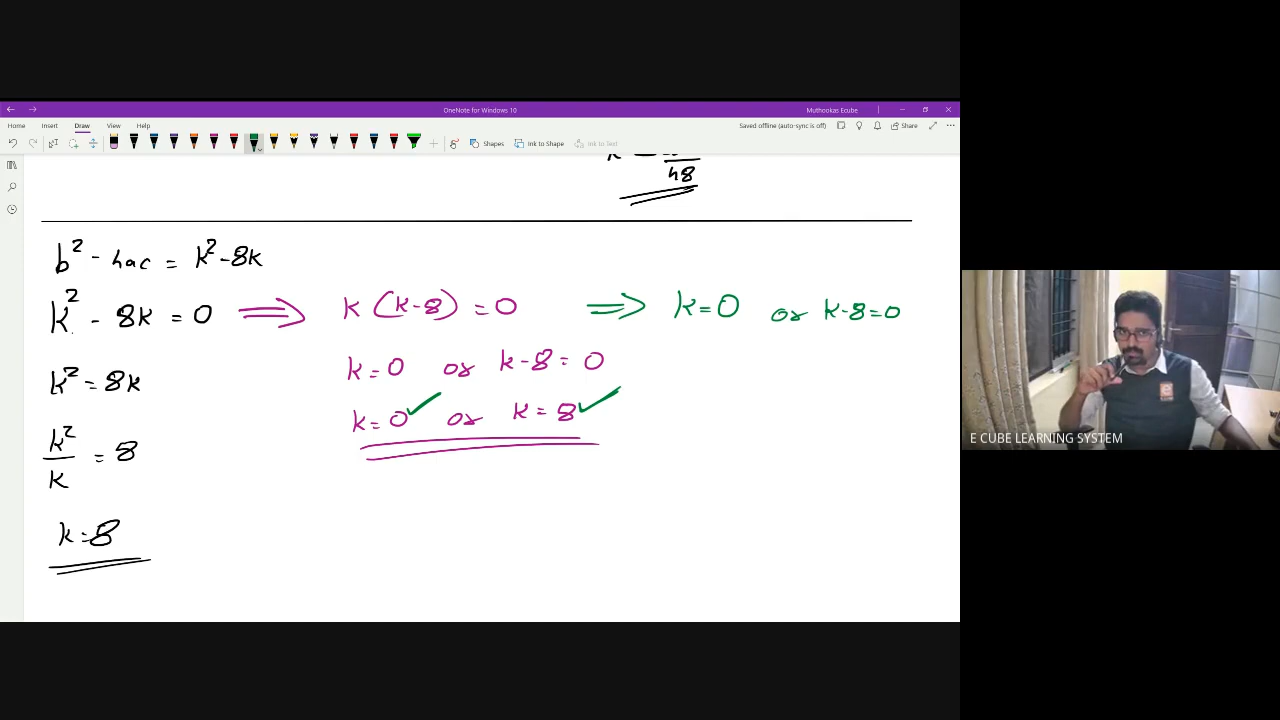 OneNote for Windows 10
Muthookas Ecube
Home Insert Draw View Help
Saved offline (auto-sync is off) Share
Shapes Ink to Shape Ink to Text
48
b² - 4ac = k² - 8k
k² - 8k = 0 ⟹ k (k-8) = 0 ⟹ k = 0 or k-8=0
k = 0 or k - 8 = 0
k² = 8k
k = 0 ✓ or k = 8 ✓
k²/k = 8
k = 8
E CUBE LEARNING SYSTEM